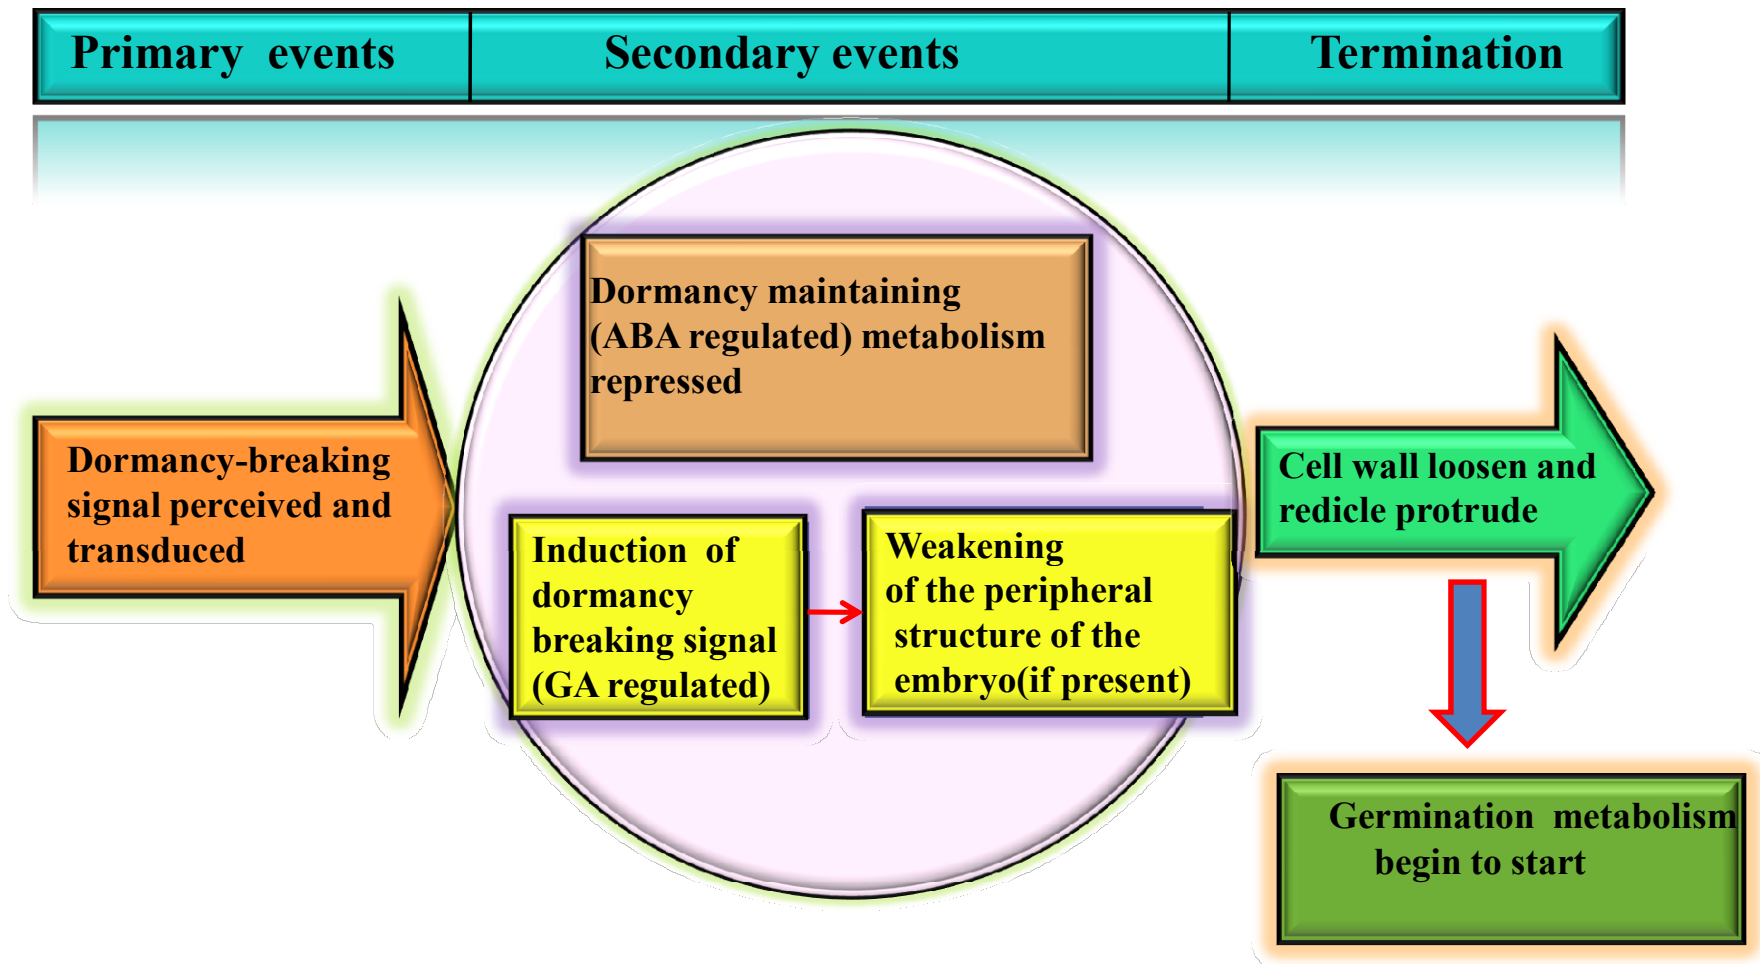 Primary events
Secondary events
Termination
Dormancy-breaking
signal perceived and
transduced
Dormancy maintaining
(ABA regulated) metabolism
repressed
Induction of
dormancy
breaking signal
(GA regulated)
Weakening
of the peripheral
structure of the
embryo(if present)
Cell wall loosen and
redicle protrude
Germination metabolism
begin to start